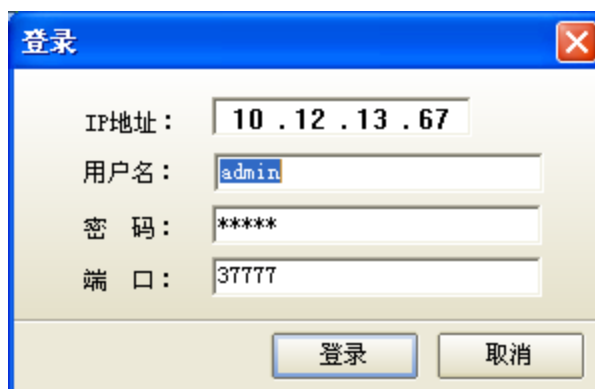 登录
IP地址： 10 . 12 . 13 . 67
用户名： admin
密 码： *****
端 口： 37777
登录 取消